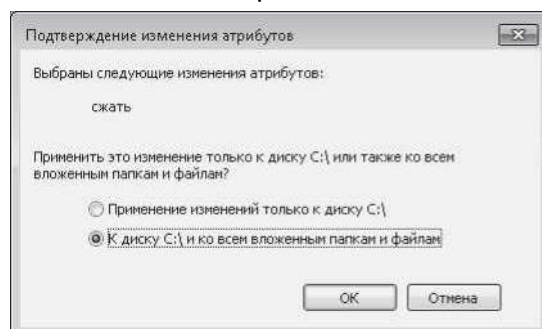 Подтверждение изменения атрибутов
Выбраны следующие изменения атрибутов:
сжать
Применить это изменение только к диску C:\ или также ко всем
вложенным папкам и файлам?
Применение изменений только к диску C:\
К диску C:\ и ко всем вложенным папкам и файлам
ОК
Отмена